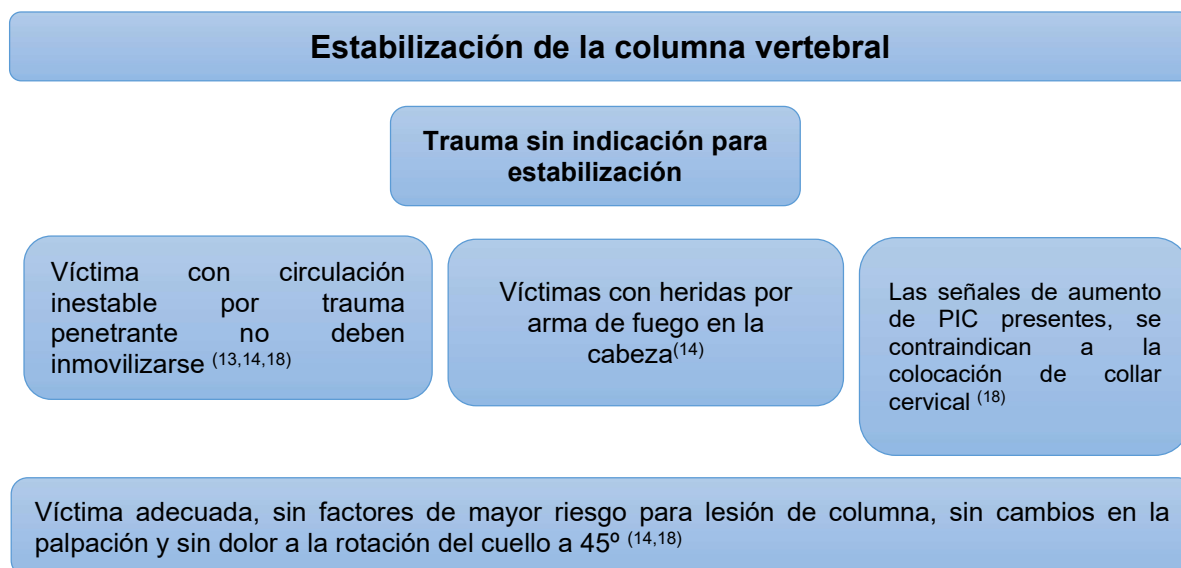 Estabilización de la columna vertebral
Trauma sin indicación para
estabilización
Víctima con circulación
inestable por trauma
penetrante no deben
inmovilizarse (13,14,18)
Víctimas con heridas por
arma de fuego en la
cabeza(14)
Las señales de aumento
de PIC presentes, se
contraindican a la
colocación de collar
cervical (18)
Víctima adecuada, sin factores de mayor riesgo para lesión de columna, sin cambios en la
palpación y sin dolor a la rotación del cuello a 45º (14,18)